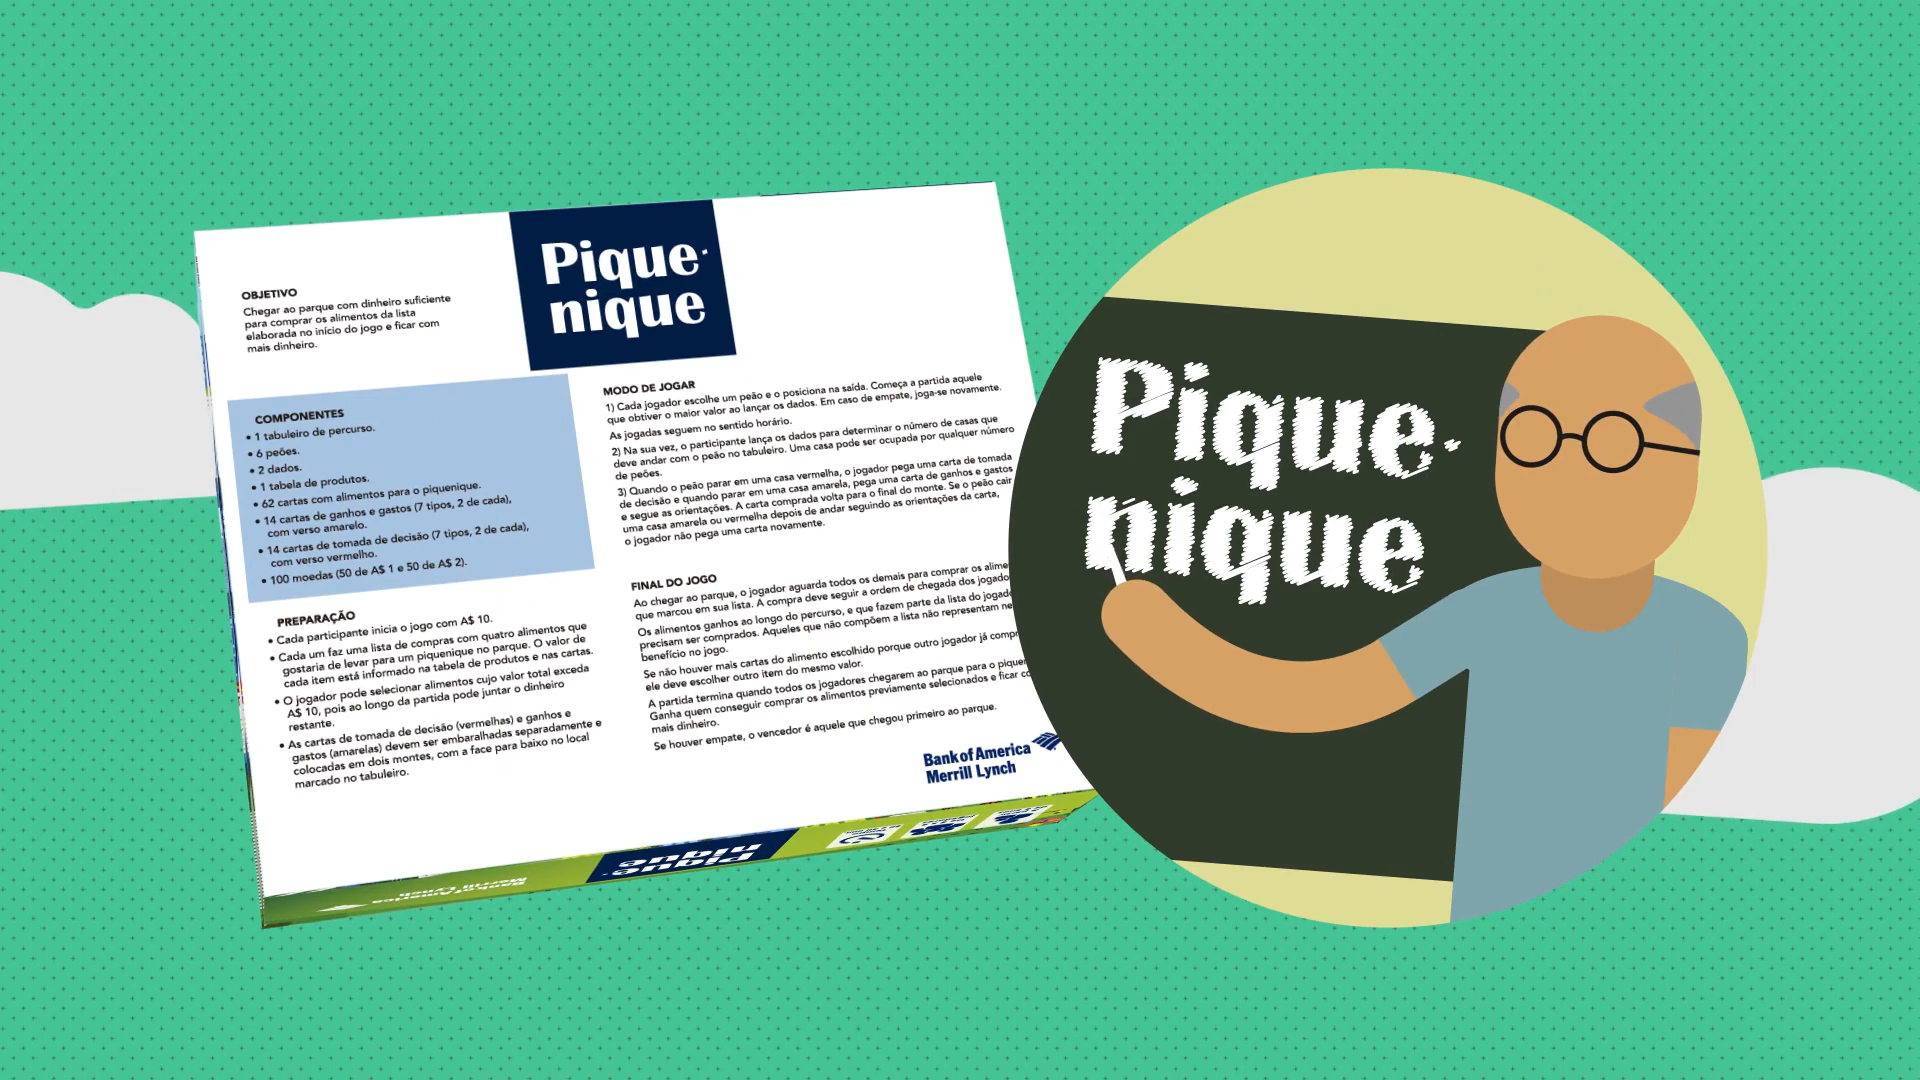 Pique-
nique
OBJETIVO
Chegar ao parque com dinheiro suficiente
para comprar os alimentos da lista
elaborada no início do jogo e ficar com
mais dinheiro.
COMPONENTES
• 1 tabuleiro de percurso.
• 6 peões.
• 2 dados.
• 1 tabela de produtos.
• 62 cartas com alimentos para o piquenique.
• 14 cartas de ganhos e gastos (7 tipos, 2 de cada),
com verso amarelo.
• 14 cartas de tomada de decisão (7 tipos, 2 de cada),
com verso vermelho.
• 100 moedas (50 de A$ 1 e 50 de A$ 2).
PREPARAÇÃO
• Cada participante inicia o jogo com A$ 10.
• Cada um faz uma lista de compras com quatro alimentos que
gostaria de levar para um piquenique no parque. O valor de
cada item está informado na tabela de produtos e nas cartas.
• O jogador pode selecionar alimentos cujo valor total exceda
A$ 10, pois ao longo da partida pode juntar o dinheiro
restante.
• As cartas de tomada de decisão (vermelhas) e ganhos e
gastos (amarelas) devem ser embaralhadas separadamente e
colocadas em dois montes, com a face para baixo no local
marcado no tabuleiro.
MODO DE JOGAR
1) Cada jogador escolhe um peão e o posiciona na saída. Começa a partida aquele
que obtiver o maior valor ao lançar os dados. Em caso de empate, joga-se novamente.
As jogadas seguem no sentido horário.
2) Na sua vez, o participante lança os dados para determinar o número de casas que
deve andar com o peão no tabuleiro. Uma casa pode ser ocupada por qualquer número
de peões.
3) Quando o peão parar em uma casa vermelha, o jogador pega uma carta de tomada
de decisão e quando parar em uma casa amarela, pega uma carta de ganhos e gastos
e segue as orientações. A carta comprada volta para o final do monte. Se o peão cair
uma casa amarela ou vermelha depois de andar seguindo as orientações da carta,
o jogador não pega uma carta novamente.
FINAL DO JOGO
Ao chegar ao parque, o jogador aguarda todos os demais para comprar os alime
que marcou em sua lista. A compra deve seguir a ordem de chegada dos jogado
Os alimentos ganhos ao longo do percurso, e que fazem parte da lista do jogad
precisam ser comprados. Aqueles que não compõem a lista não representam ne
benefício no jogo.
Se não houver mais cartas do alimento escolhido porque outro jogador já compr
ele deve escolher outro item do mesmo valor.
A partida termina quando todos os jogadores chegarem ao parque para o pique
Ganha quem conseguir comprar os alimentos previamente selecionados e ficar co
mais dinheiro.
Se houver empate, o vencedor é aquele que chegou primeiro ao parque.
Bank of America
Merrill Lynch
Pique-
nique
Bank of America
Merrill Lynch
Pique-
nique